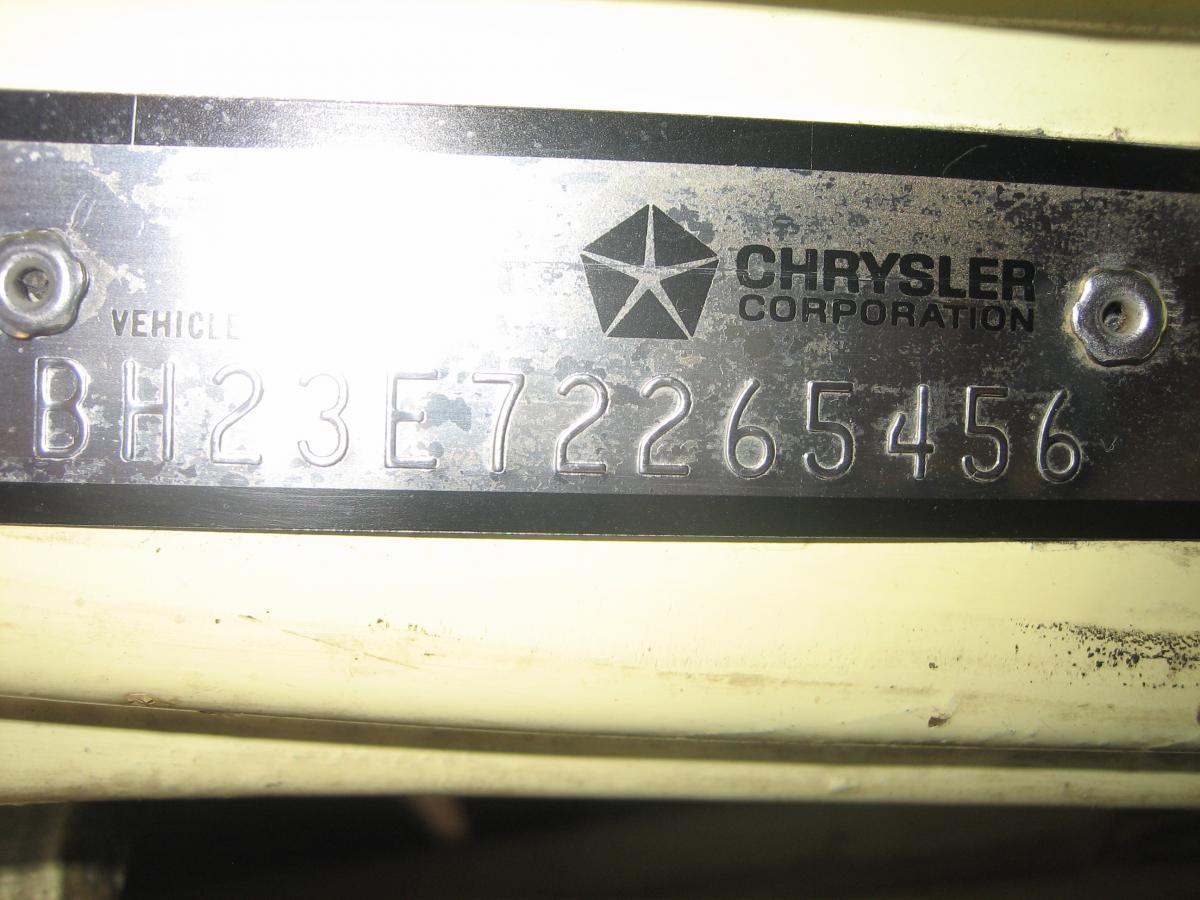 CHRYSLER
CORPORATION
VEHICLE
BH23E72265456